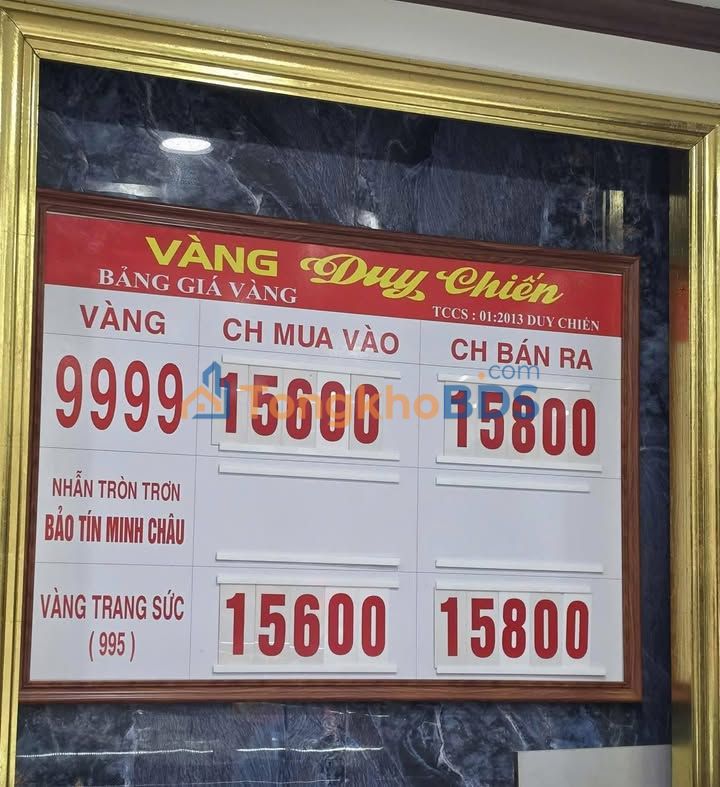 VÀNG Duy Chiến
BẢNG GIÁ VÀNG
TCCS : 01:2013 DUY CHIẾN
VÀNG CH MUA VÀO CH BÁN RA
9999 15600 15800
TongkhoBDS.com
NHẪN TRÒN TRƠN
BẢO TÍN MINH CHÂU
VÀNG TRANG SỨC
( 995 )
15600 15800